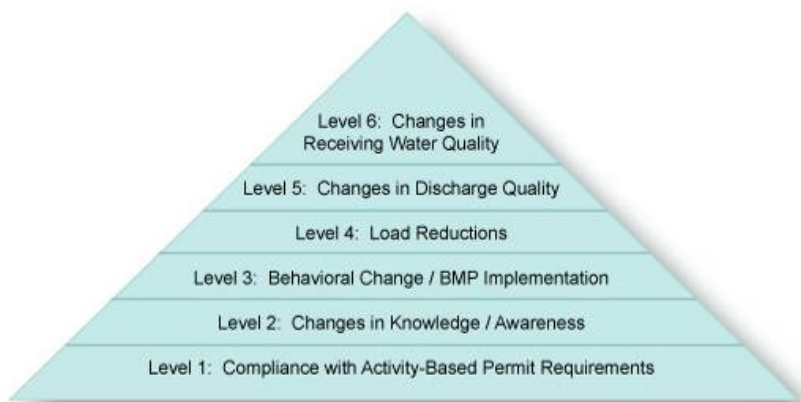 Level 6: Changes in
Receiving Water Quality
Level 5: Changes in Discharge Quality
Level 4: Load Reductions
Level 3: Behavioral Change / BMP Implementation
Level 2: Changes in Knowledge / Awareness
Level 1: Compliance with Activity-Based Permit Requirements